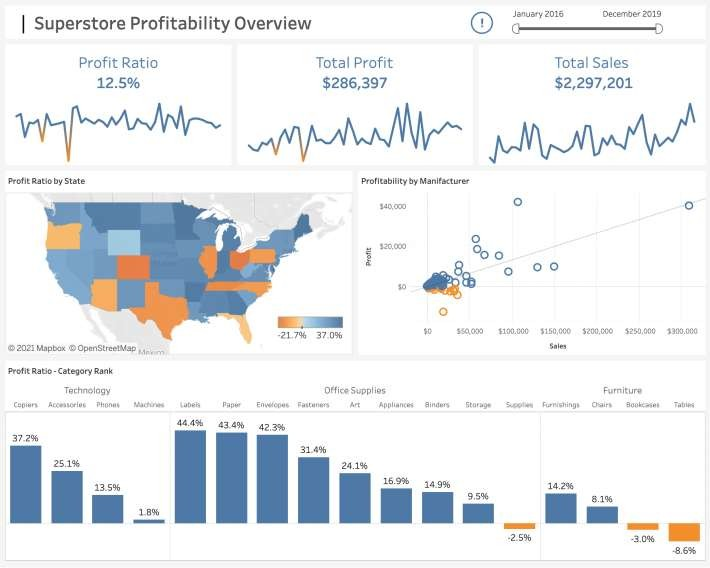 Superstore Profitability Overview
!
January 2016
December 2019
Profit Ratio
12.5%
Total Profit
$286,397
Total Sales
$2,297,201
Profit Ratio by State
-21.7% 37.0%
© 2021 Mapbox © OpenStreetMap
Mexico
Profitability by Manifacturer
Profit
$40,000
$20,000
$0
$0 $50,000 $100,000 $150,000 $200,000 $250,000 $300,000
Sales
Profit Ratio - Category Rank
Technology Office Supplies Furniture
Copiers Accessories Phones Machines Labels Paper Envelopes Fasteners Art Appliances Binders Storage Supplies Furnishings Chairs Bookcases Tables
37.2% 25.1% 13.5% 1.8% 44.4% 43.4% 42.3% 31.4% 24.1% 16.9% 14.9% 9.5% -2.5% 14.2% 8.1% -3.0% -8.6%